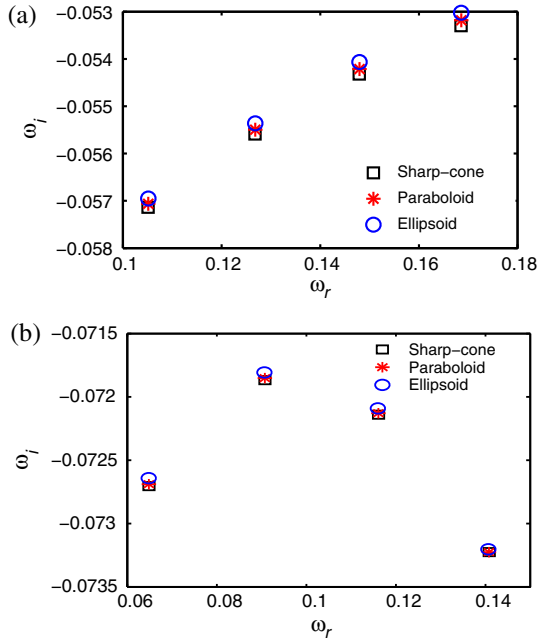 (a)
−0.053
−0.054
−0.055
−0.056
−0.057
−0.058
ω_i
Sharp−cone
Paraboloid
Ellipsoid
0.1 0.12 0.14 0.16 0.18
ω_r
(b)
−0.0715
−0.072
−0.0725
−0.073
−0.0735
ω_i
Sharp−cone
Paraboloid
Ellipsoid
0.06 0.08 0.1 0.12 0.14
ω_r